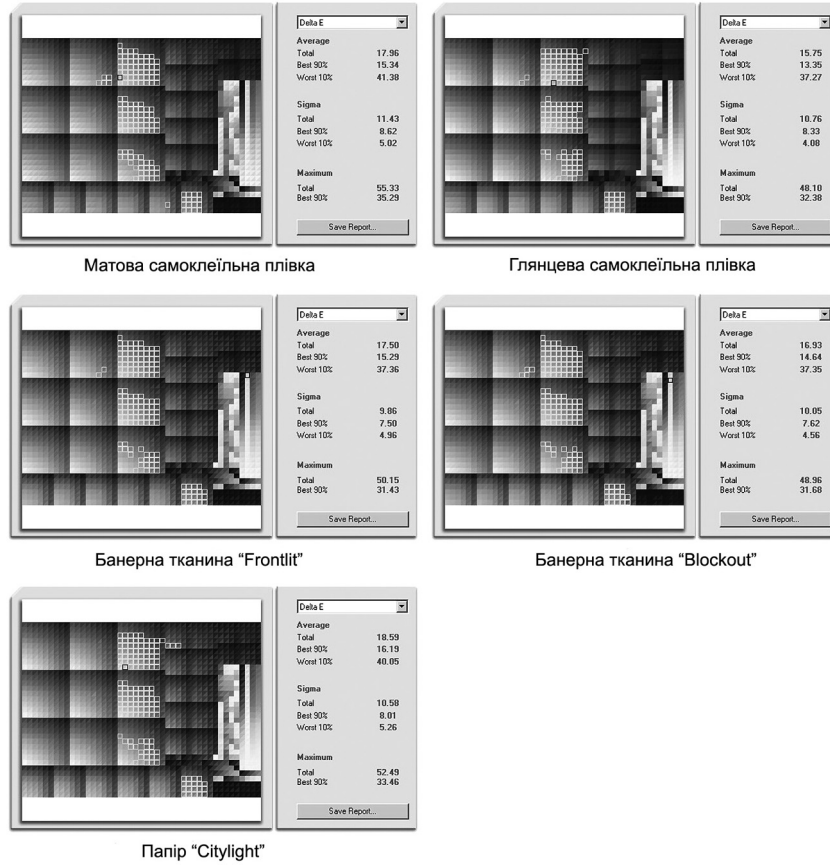 Delta E
Average
Total 17.96
Best 90% 15.34
Worst 10% 41.38
Sigma
Total 11.43
Best 90% 8.62
Worst 10% 5.02
Maximum
Total 55.33
Best 90% 35.29
Save Report...
Матова самоклеїльна плівка
Delta E
Average
Total 15.75
Best 90% 13.35
Worst 10% 37.27
Sigma
Total 10.76
Best 90% 8.33
Worst 10% 4.08
Maximum
Total 48.10
Best 90% 32.38
Save Report...
Глянцева самоклеїльна плівка
Delta E
Average
Total 17.50
Best 90% 15.29
Worst 10% 37.36
Sigma
Total 9.86
Best 90% 7.50
Worst 10% 4.96
Maximum
Total 50.15
Best 90% 31.43
Save Report...
Банерна тканина “Frontlit”
Delta E
Average
Total 16.93
Best 90% 14.64
Worst 10% 37.35
Sigma
Total 10.05
Best 90% 7.62
Worst 10% 4.56
Maximum
Total 48.96
Best 90% 31.68
Save Report...
Банерна тканина “Blockout”
Delta E
Average
Total 18.59
Best 90% 16.19
Worst 10% 40.05
Sigma
Total 10.58
Best 90% 8.01
Worst 10% 5.26
Maximum
Total 52.49
Best 90% 33.46
Save Report...
Папір “Citylight”